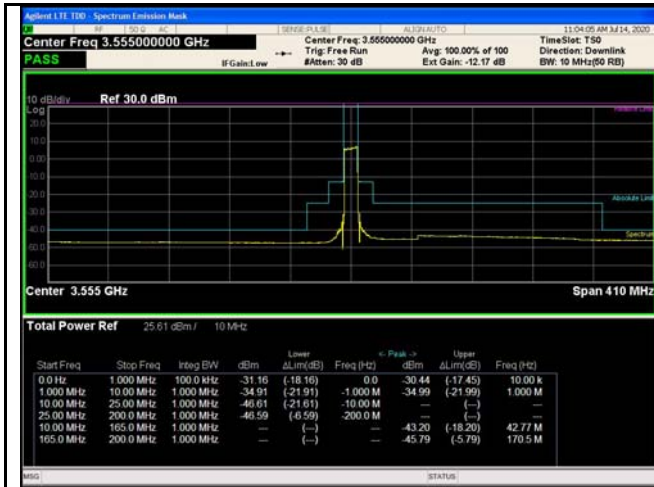 Agilent LTE TDD - Spectrum Emission Mask
RF 50 Ω AC SENSE:PULSE ALIGN AUTO 11:04:05 AM Jul 14, 2020
Center Freq 3.555000000 GHz Center Freq: 3.555000000 GHz TimeSlot: TS0
Trig: Free Run Avg: 100.00% of 100 Direction: Downlink
PASS IFGain:Low #Atten: 30 dB Ext Gain: -12.17 dB BW: 10 MHz(50 RB)
10 dB/div Ref 30.0 dBm
Log Relative Limit
20.0
10.0
0.00
-10.0
-20.0
Absolute Limit
-30.0
-40.0
Spectrum
-50.0
-60.0
Center 3.555 GHz Span 410 MHz
Total Power Ref 25.61 dBm / 10 MHz
Lower <- Peak -> Upper
Start Freq Stop Freq Integ BW dBm ΔLim(dB) Freq (Hz) dBm ΔLim(dB) Freq (Hz)
0.0 Hz 1.000 MHz 100.0 kHz -31.16 (-18.16) 0.0 -30.44 (-17.45) 10.00 k
1.000 MHz 10.00 MHz 1.000 MHz -34.91 (-21.91) -1.000 M -34.99 (-21.99) 1.000 M
10.00 MHz 25.00 MHz 1.000 MHz -46.61 (-21.61) -10.00 M --- (---) ---
25.00 MHz 200.0 MHz 1.000 MHz -46.59 (-6.59) -200.0 M --- (---) ---
10.00 MHz 165.0 MHz 1.000 MHz --- (---) --- -43.20 (-18.20) 42.77 M
165.0 MHz 200.0 MHz 1.000 MHz --- (---) --- -45.79 (-5.79) 170.5 M
MSG STATUS